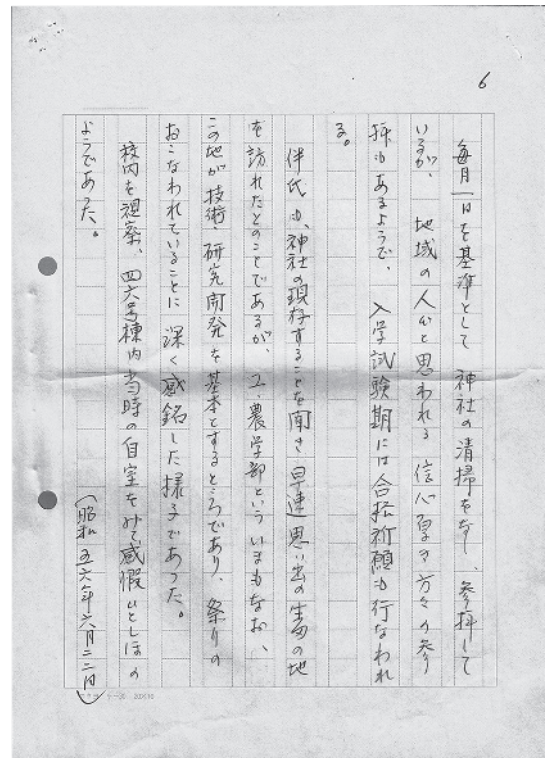 6
毎月一日を基準として 神社の清掃をなし、参拝して
いるが、 地域の人々と思われる 信心厚き方々の参
拝もあるようで、 入学試験期には合格祈願も行なわれ
る。
伴氏も、神社の現存することを聞き 早速 思い出の生田の地
を訪れたとのことであるが、工・農学部といういまもなお、
この地が技術・研究開発を基本とするところであり、祭りの
おこなわれていることに 深く感銘した様子であった。
校内を視察、四六号棟内 当時の自室をみて感慨ひとしほの
ようであった。
(昭和五六年六月二二日)